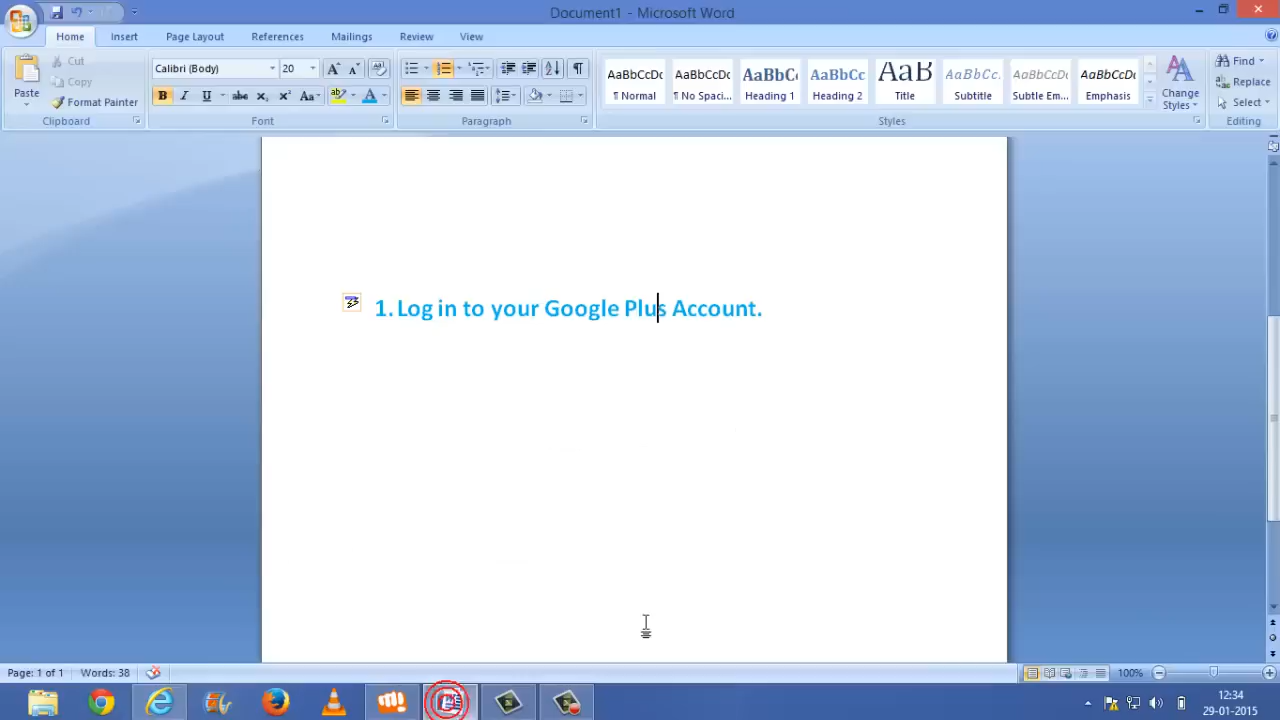 Document1 - Microsoft Word
Home Insert Page Layout References Mailings Review View
Paste
Cut
Copy
Format Painter
Clipboard
Calibri (Body) 20
Font
Paragraph
AaBbCcDc AaBbCcDc AaBbCc AaBbCc AaB AaBbCc. AaBbCcDc AaBbCcDc
¶ Normal ¶ No Spaci... Heading 1 Heading 2 Title Subtitle Subtle Em... Emphasis
Change Styles
Styles
Find
Replace
Select
Editing
1. Log in to your Google Plus Account.
Page: 1 of 1 Words: 38 100%
12:34
29-01-2015